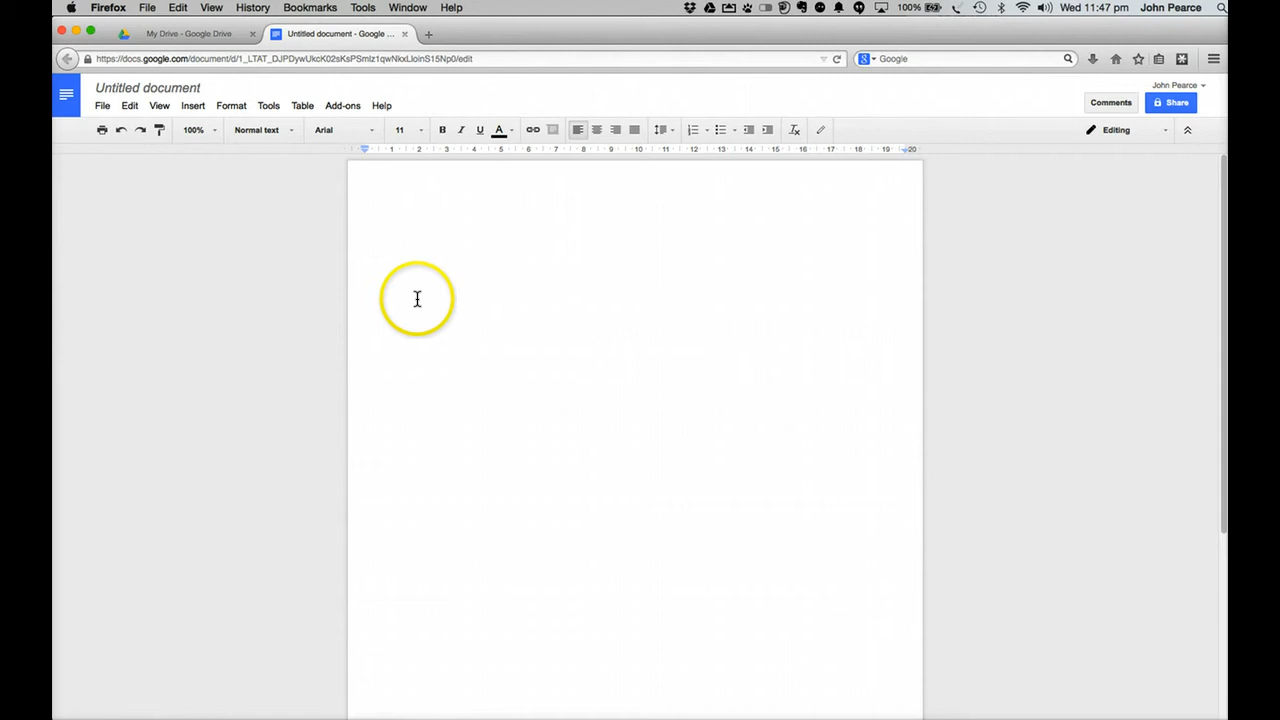 Firefox File Edit View History Bookmarks Tools Window Help 100% Wed 11:47 pm John Pearce
My Drive - Google Drive × Untitled document - Google ... × +
https://docs.google.com/document/d/1_LTAT_DJPDywUkcK02sKsPSmlz1qwNkxLloinS15Np0/edit Google
Untitled document John Pearce
File Edit View Insert Format Tools Table Add-ons Help Comments Share
100% Normal text Arial 11 B I U A Editing
1 2 3 4 5 6 7 8 9 10 11 12 13 14 15 16 17 18 19 20